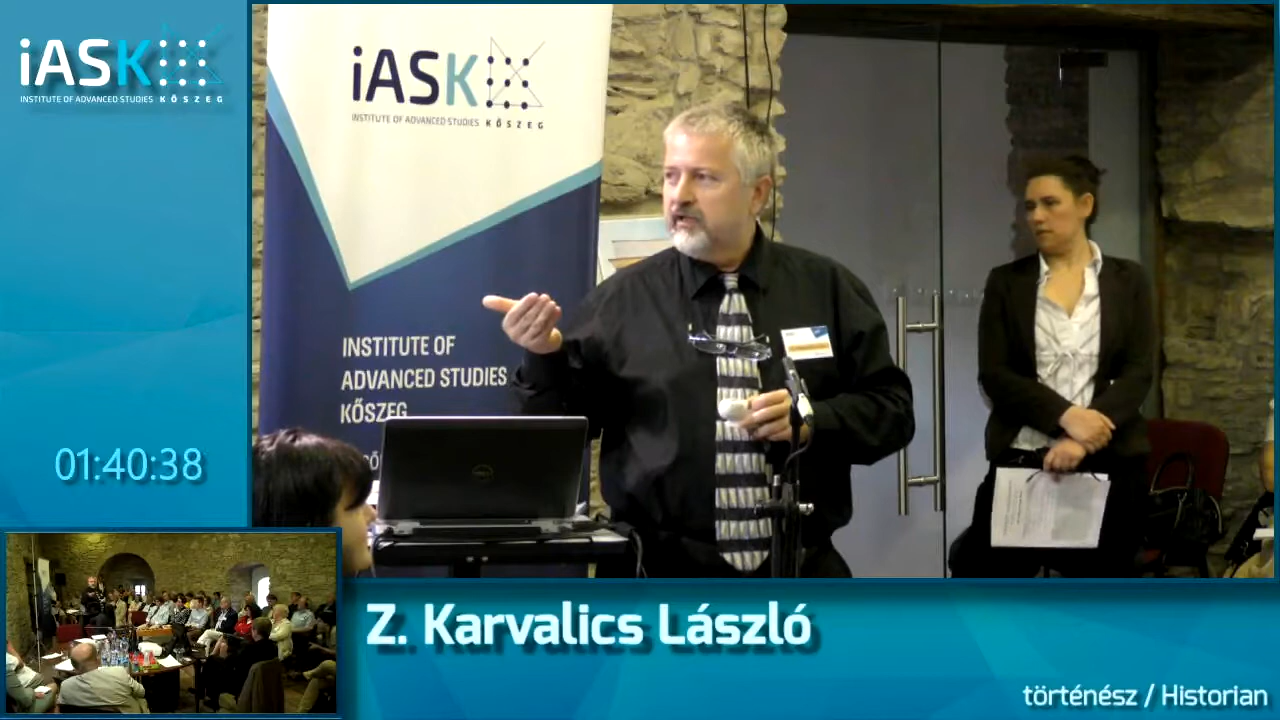 iASK
INSTITUTE OF ADVANCED STUDIES KŐSZEG
iASK
INSTITUTE OF ADVANCED STUDIES KŐSZEG
INSTITUTE OF
ADVANCED STUDIES
KŐSZEG
01:40:38
Z. Karvalics László
történész / Historian